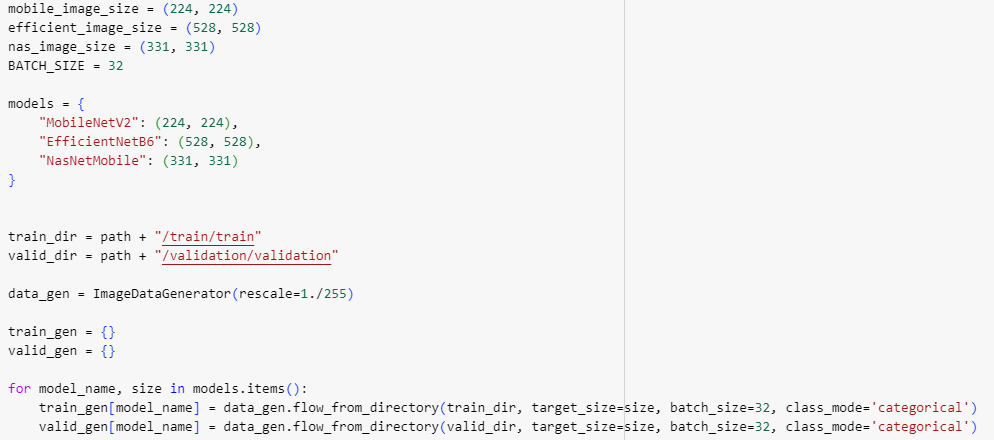 mobile_image_size = (224, 224)
efficient_image_size = (528, 528)
nas_image_size = (331, 331)
BATCH_SIZE = 32

models = {
    "MobileNetV2": (224, 224),
    "EfficientNetB6": (528, 528),
    "NasNetMobile": (331, 331)
}


train_dir = path + "/train/train"
valid_dir = path + "/validation/validation"

data_gen = ImageDataGenerator(rescale=1./255)

train_gen = {}
valid_gen = {}

for model_name, size in models.items():
    train_gen[model_name] = data_gen.flow_from_directory(train_dir, target_size=size, batch_size=32, class_mode='categorical')
    valid_gen[model_name] = data_gen.flow_from_directory(valid_dir, target_size=size, batch_size=32, class_mode='categorical')